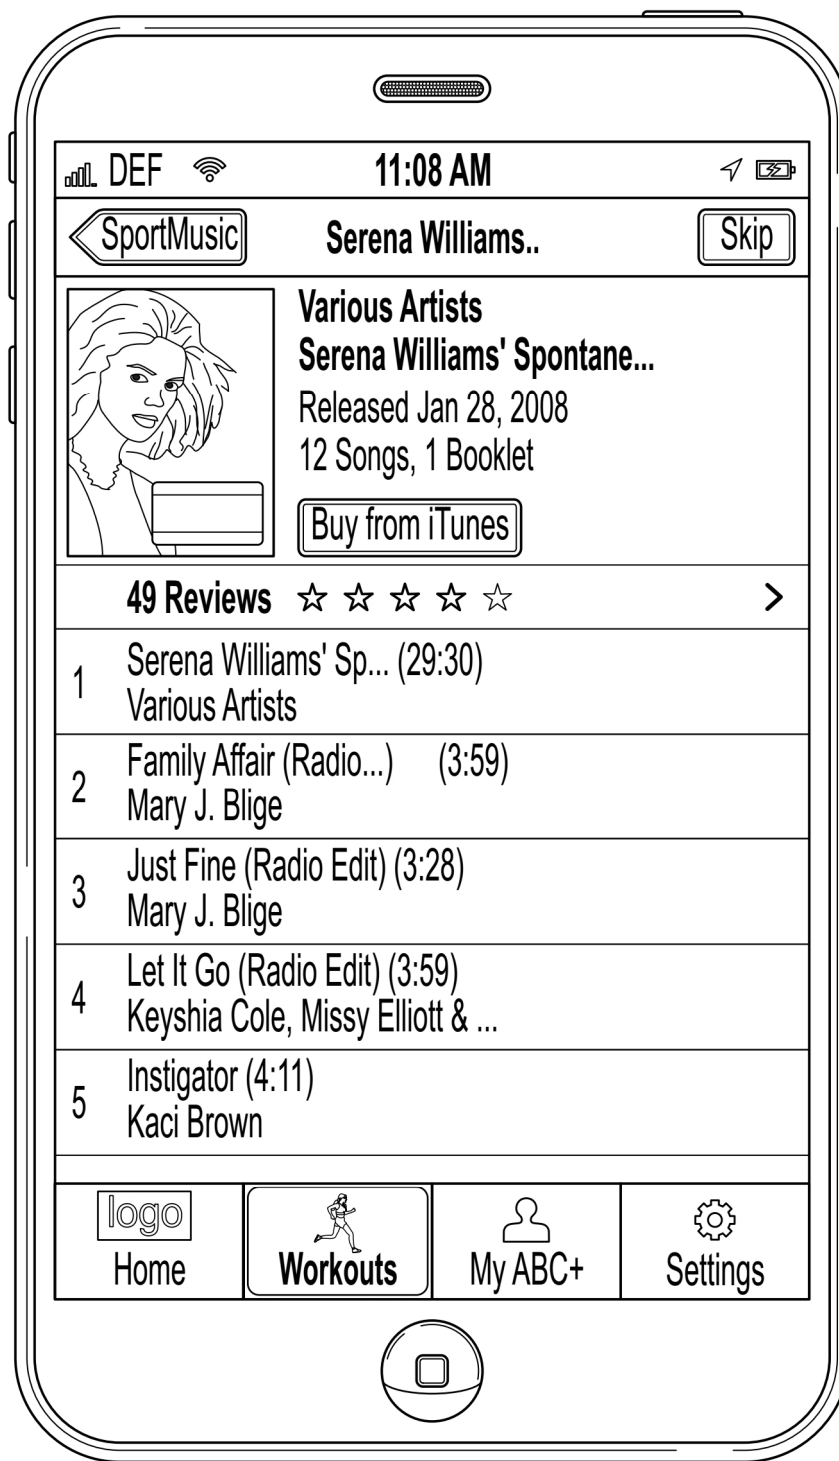 DEF 11:08 AM
SportMusic Serena Williams.. Skip
Various Artists
Serena Williams' Spontane...
Released Jan 28, 2008
12 Songs, 1 Booklet
Buy from iTunes
49 Reviews
1 Serena Williams' Sp... (29:30)
Various Artists
2 Family Affair (Radio...) (3:59)
Mary J. Blige
3 Just Fine (Radio Edit) (3:28)
Mary J. Blige
4 Let It Go (Radio Edit) (3:59)
Keyshia Cole, Missy Elliott & ...
5 Instigator (4:11)
Kaci Brown
logo
Home Workouts My ABC+ Settings